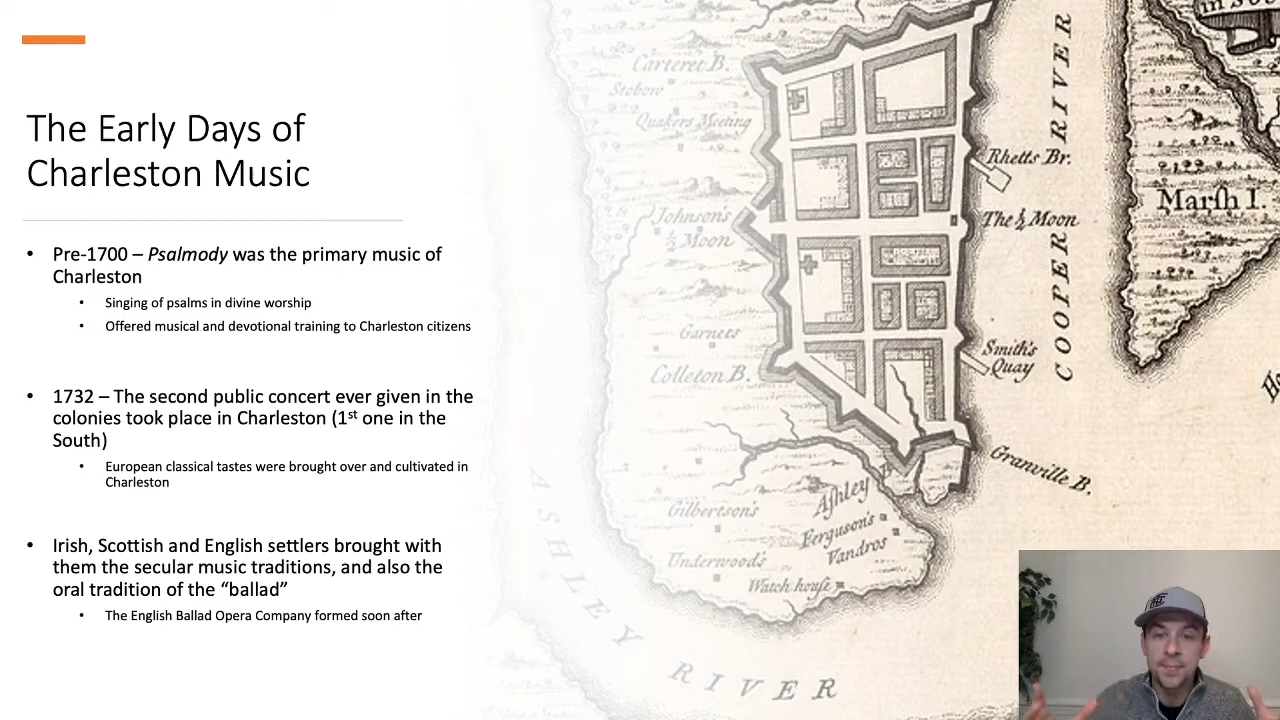 The Early Days of
Charleston Music
• Pre-1700 – Psalmody was the primary music of
Charleston
• Singing of psalms in divine worship
• Offered musical and devotional training to Charleston citizens
• 1732 – The second public concert ever given in the
colonies took place in Charleston (1st one in the
South)
• European classical tastes were brought over and cultivated in
Charleston
• Irish, Scottish and English settlers brought with
them the secular music traditions, and also the
oral tradition of the “ballad”
• The English Ballad Opera Company formed soon after
Carteret B.
Stobow
Quakers Meeting
Rhetts Br.
Marſh I.
Johnson's
½ Moon
The ½ Moon
COOPER RIVER
Garnets
Smith's
Quay
Colleton B.
Granville B.
Aſhley
Gilbertson's
Ferguson's
Vandros
Underwood's
Watch houſe
ASHLEY RIVER